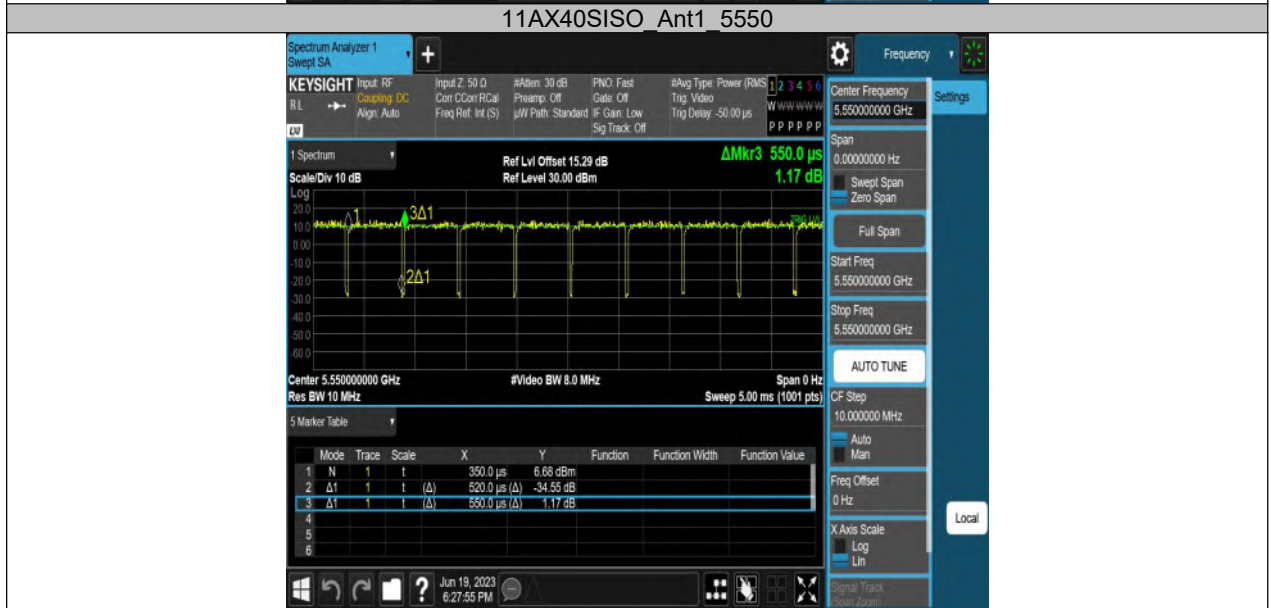 11AX40SISO_Ant1_5550
Spectrum Analyzer 1
Swept SA
+
Frequency
KEYSIGHT
RL
LXI
Input: RF
Coupling: DC
Align: Auto
Input Z: 50 Ω
Corr CCorr RCal
Freq Ref: Int (S)
#Atten: 30 dB
Preamp: Off
µW Path: Standard
PNO: Fast
Gate: Off
IF Gain: Low
Sig Track: Off
#Avg Type: Power (RMS
Trig: Video
Trig Delay: -50.00 µs
1 2 3 4 5 6
W W W W W W
P P P P P P
1 Spectrum
Scale/Div 10 dB
Ref Lvl Offset 15.29 dB
Ref Level 30.00 dBm
ΔMkr3 550.0 µs
1.17 dB
Log
20.0
10.0
0.00
-10.0
-20.0
-30.0
-40.0
-50.0
-60.0
1
3Δ1
2Δ1
TRIG LVL
Center 5.550000000 GHz
#Video BW 8.0 MHz
Span 0 Hz
Res BW 10 MHz
Sweep 5.00 ms (1001 pts)
5 Marker Table
Mode Trace Scale X Y Function Function Width Function Value
1 N 1 t 350.0 µs 6.68 dBm
2 Δ1 1 t (Δ) 520.0 µs (Δ) -34.55 dB
3 Δ1 1 t (Δ) 550.0 µs (Δ) 1.17 dB
4
5
6
Jun 19, 2023
6:27:55 PM
?
Center Frequency
5.550000000 GHz
Settings
Span
0.00000000 Hz
Swept Span
Zero Span
Full Span
Start Freq
5.550000000 GHz
Stop Freq
5.550000000 GHz
AUTO TUNE
CF Step
10.000000 MHz
Auto
Man
Freq Offset
0 Hz
X Axis Scale
Log
Lin
Local
Signal Track
(Span Zoom)